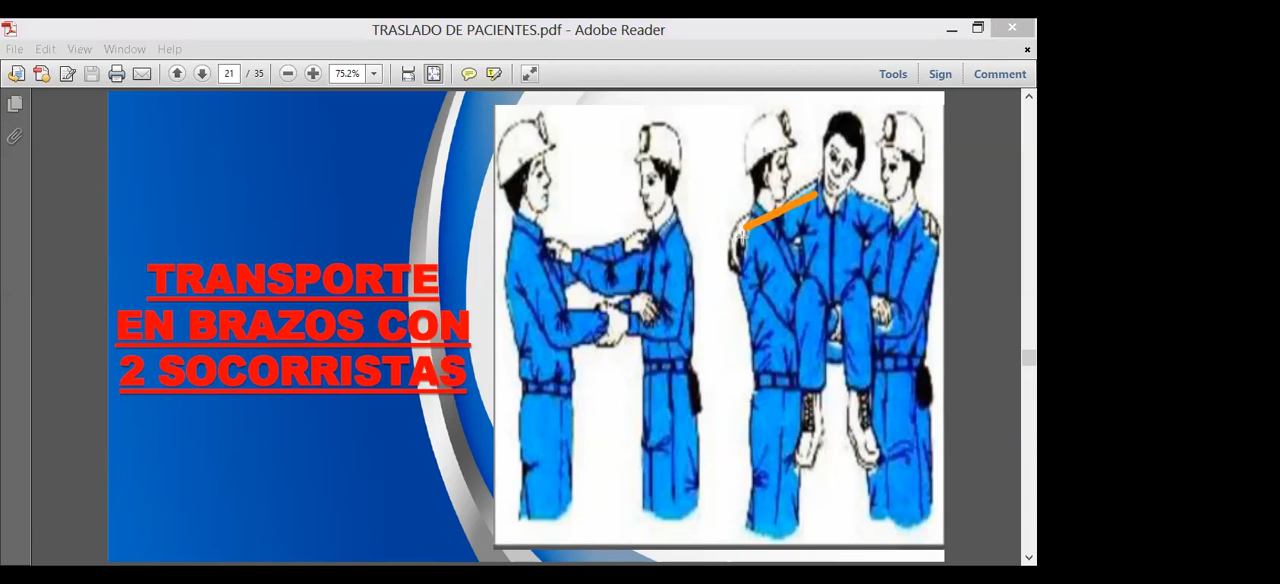 TRASLADO DE PACIENTES.pdf - Adobe Reader
File Edit View Window Help
21 / 35 75.2% Tools Sign Comment
TRANSPORTE
EN BRAZOS CON
2 SOCORRISTAS